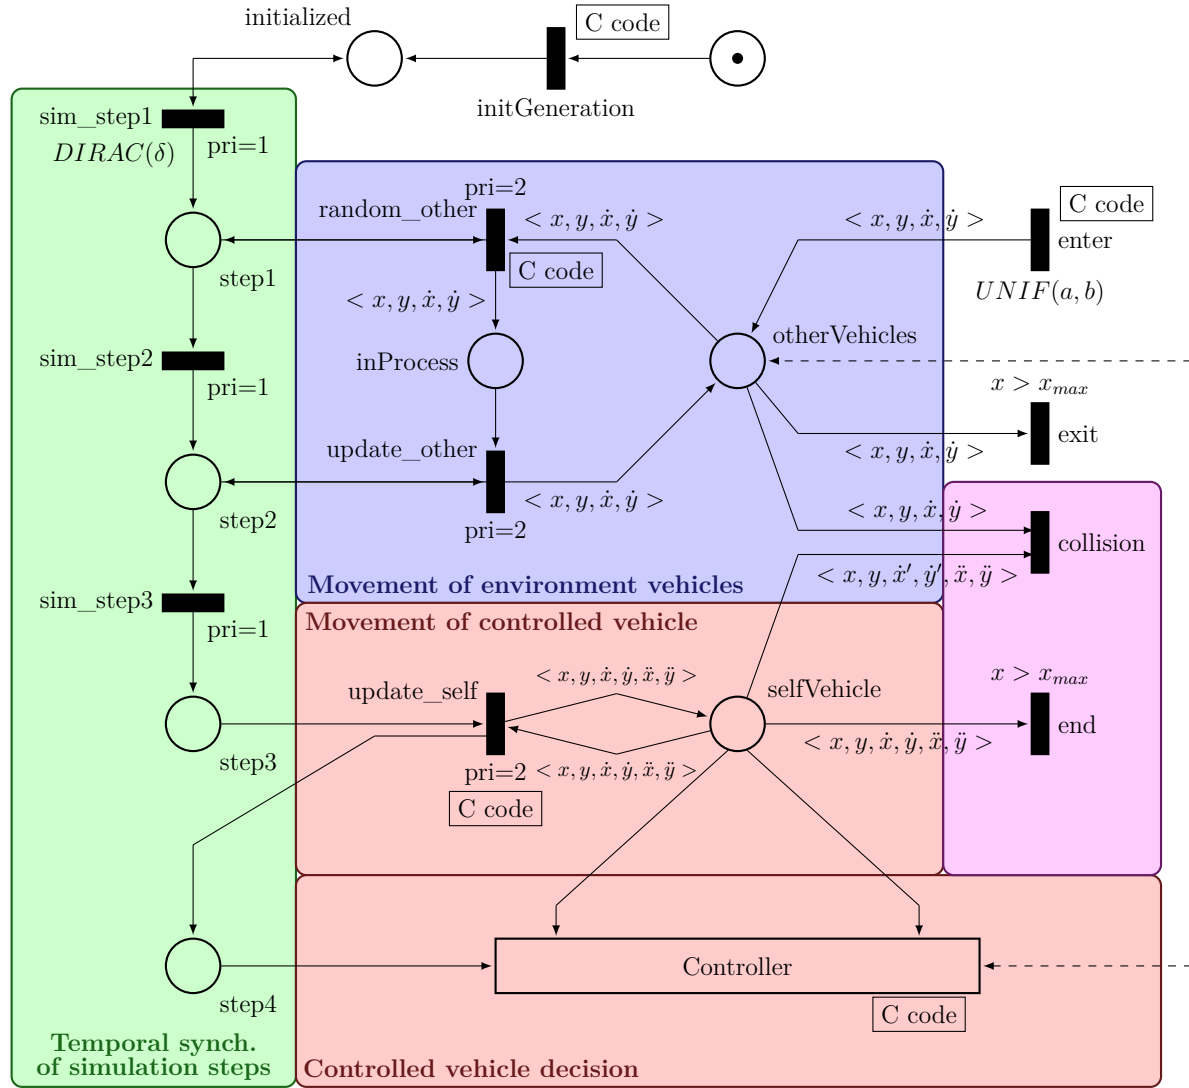 initialized
C code
initGeneration
sim_step1
DIRAC(δ)
pri=1
pri=2
random_other
< x, y, ẋ, ẏ >
< x, y, ẋ, ẏ >
C code
enter
UNIF(a, b)
step1
C code
< x, y, ẋ, ẏ >
otherVehicles
sim_step2
pri=1
inProcess
x > x_max
exit
< x, y, ẋ, ẏ >
update_other
step2
pri=2
< x, y, ẋ, ẏ >
< x, y, ẋ, ẏ >
collision
< x, y, ẋ′, ẏ′, ẍ, ÿ >
Movement of environment vehicles
sim_step3
pri=1
Movement of controlled vehicle
update_self
< x, y, ẋ, ẏ, ẍ, ÿ >
selfVehicle
x > x_max
end
< x, y, ẋ, ẏ, ẍ, ÿ >
step3
pri=2
< x, y, ẋ, ẏ, ẍ, ÿ >
C code
Controller
step4
C code
Temporal synch.
of simulation steps
Controlled vehicle decision